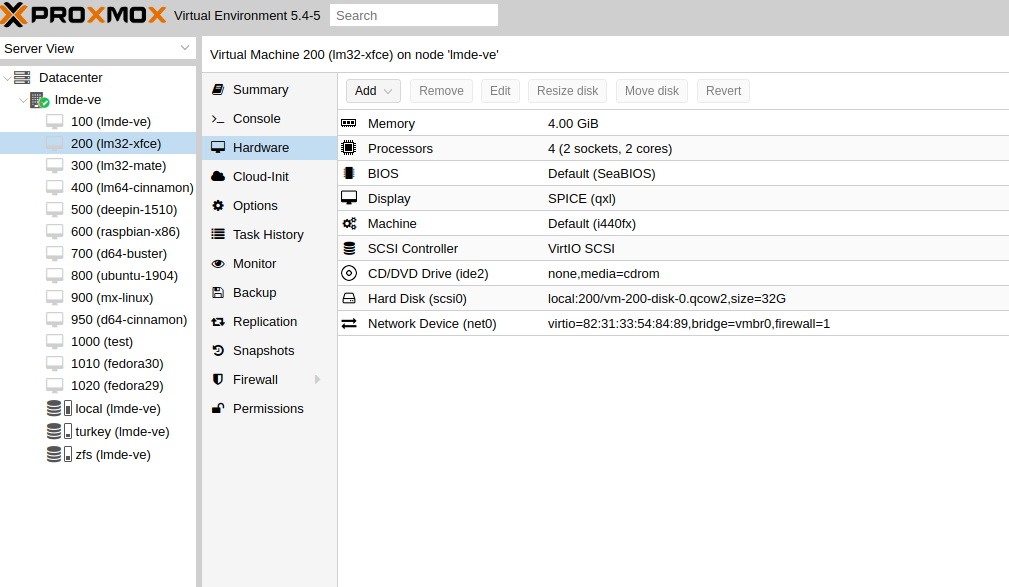 PROXMOX Virtual Environment 5.4-5 Search
Server View
Datacenter
lmde-ve
100 (lmde-ve)
200 (lm32-xfce)
300 (lm32-mate)
400 (lm64-cinnamon)
500 (deepin-1510)
600 (raspbian-x86)
700 (d64-buster)
800 (ubuntu-1904)
900 (mx-linux)
950 (d64-cinnamon)
1000 (test)
1010 (fedora30)
1020 (fedora29)
local (lmde-ve)
turkey (lmde-ve)
zfs (lmde-ve)
Virtual Machine 200 (lm32-xfce) on node 'lmde-ve'
Summary
Console
Hardware
Cloud-Init
Options
Task History
Monitor
Backup
Replication
Snapshots
Firewall
Permissions
Add Remove Edit Resize disk Move disk Revert
Memory 4.00 GiB
Processors 4 (2 sockets, 2 cores)
BIOS Default (SeaBIOS)
Display SPICE (qxl)
Machine Default (i440fx)
SCSI Controller VirtIO SCSI
CD/DVD Drive (ide2) none,media=cdrom
Hard Disk (scsi0) local:200/vm-200-disk-0.qcow2,size=32G
Network Device (net0) virtio=82:31:33:54:84:89,bridge=vmbr0,firewall=1